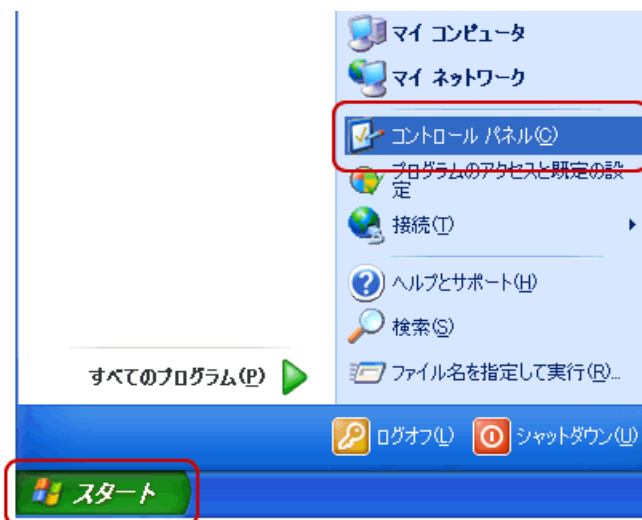 マイ コンピュータ
マイ ネットワーク
コントロール パネル(C)
プログラムのアクセスと既定の設
定
接続(T)
ヘルプとサポート(H)
検索(S)
すべてのプログラム(P)
ファイル名を指定して実行(R)...
ログオフ(L)
シャットダウン(U)
スタート